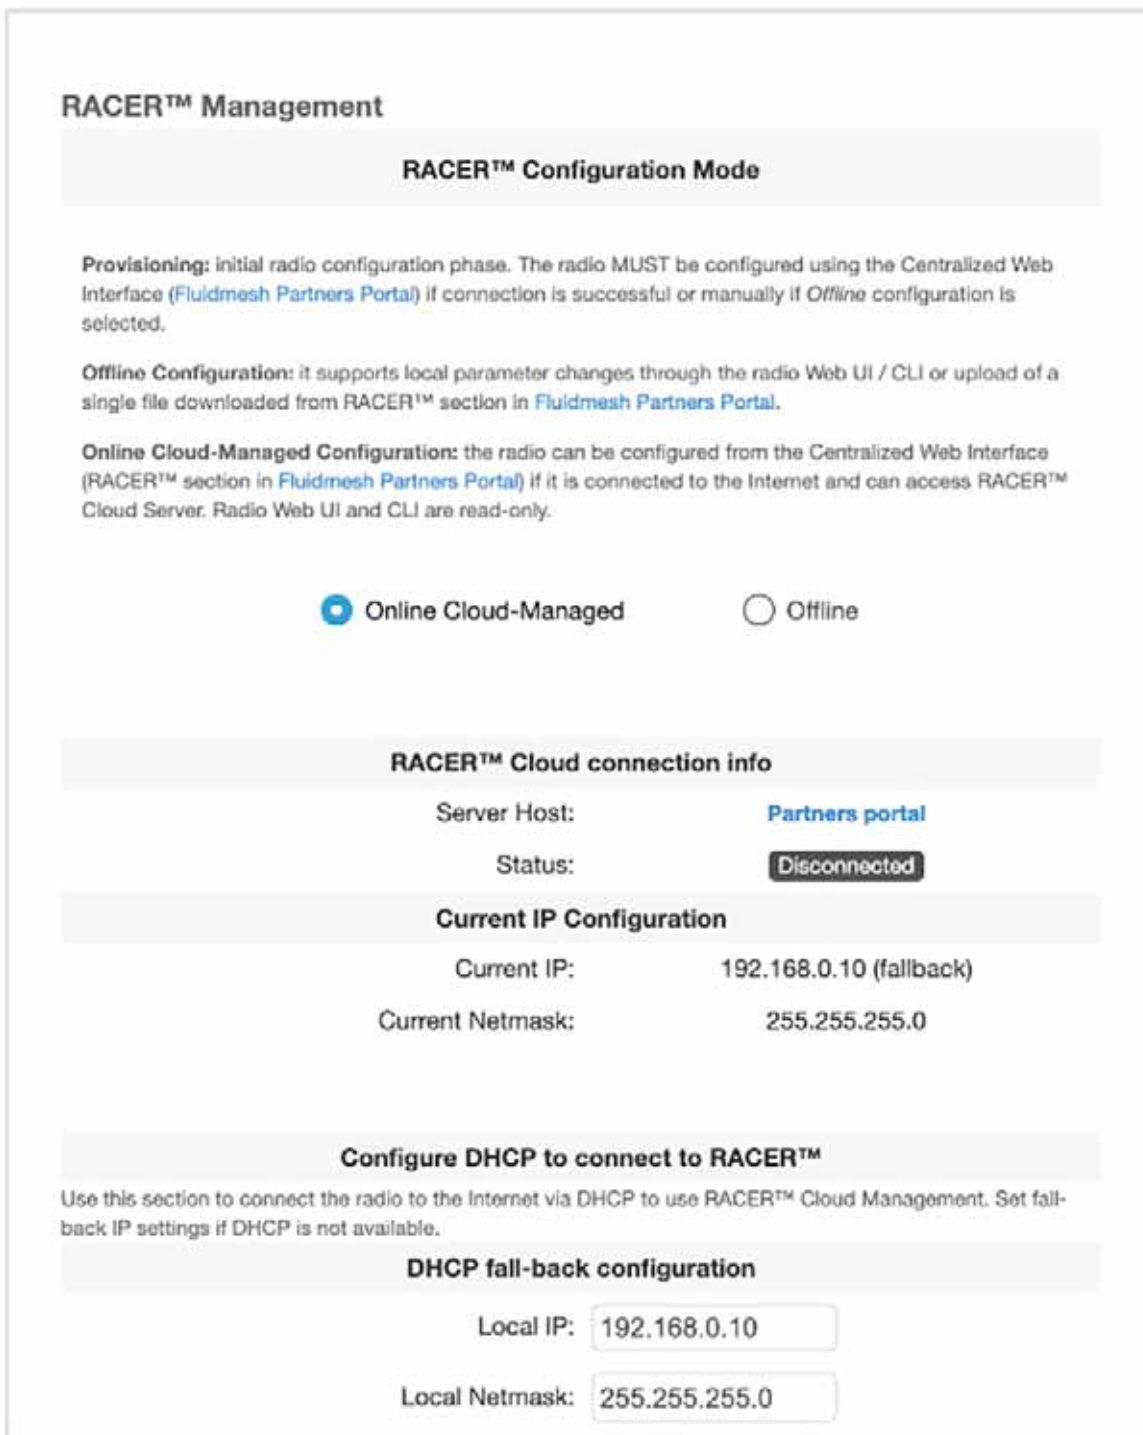 RACER™ Management
RACER™ Configuration Mode
Provisioning: initial radio configuration phase. The radio MUST be configured using the Centralized Web
Interface (Fluidmesh Partners Portal) if connection is successful or manually if Offline configuration is
selected.
Offline Configuration: it supports local parameter changes through the radio Web UI / CLI or upload of a
single file downloaded from RACER™ section in Fluidmesh Partners Portal.
Online Cloud-Managed Configuration: the radio can be configured from the Centralized Web Interface
(RACER™ section in Fluidmesh Partners Portal) if it is connected to the Internet and can access RACER™
Cloud Server. Radio Web UI and CLI are read-only.
Online Cloud-Managed Offline
RACER™ Cloud connection info
Server Host: Partners portal
Status: Disconnected
Current IP Configuration
Current IP: 192.168.0.10 (fallback)
Current Netmask: 255.255.255.0
Configure DHCP to connect to RACER™
Use this section to connect the radio to the Internet via DHCP to use RACER™ Cloud Management. Set fall-
back IP settings if DHCP is not available.
DHCP fall-back configuration
Local IP: 192.168.0.10
Local Netmask: 255.255.255.0